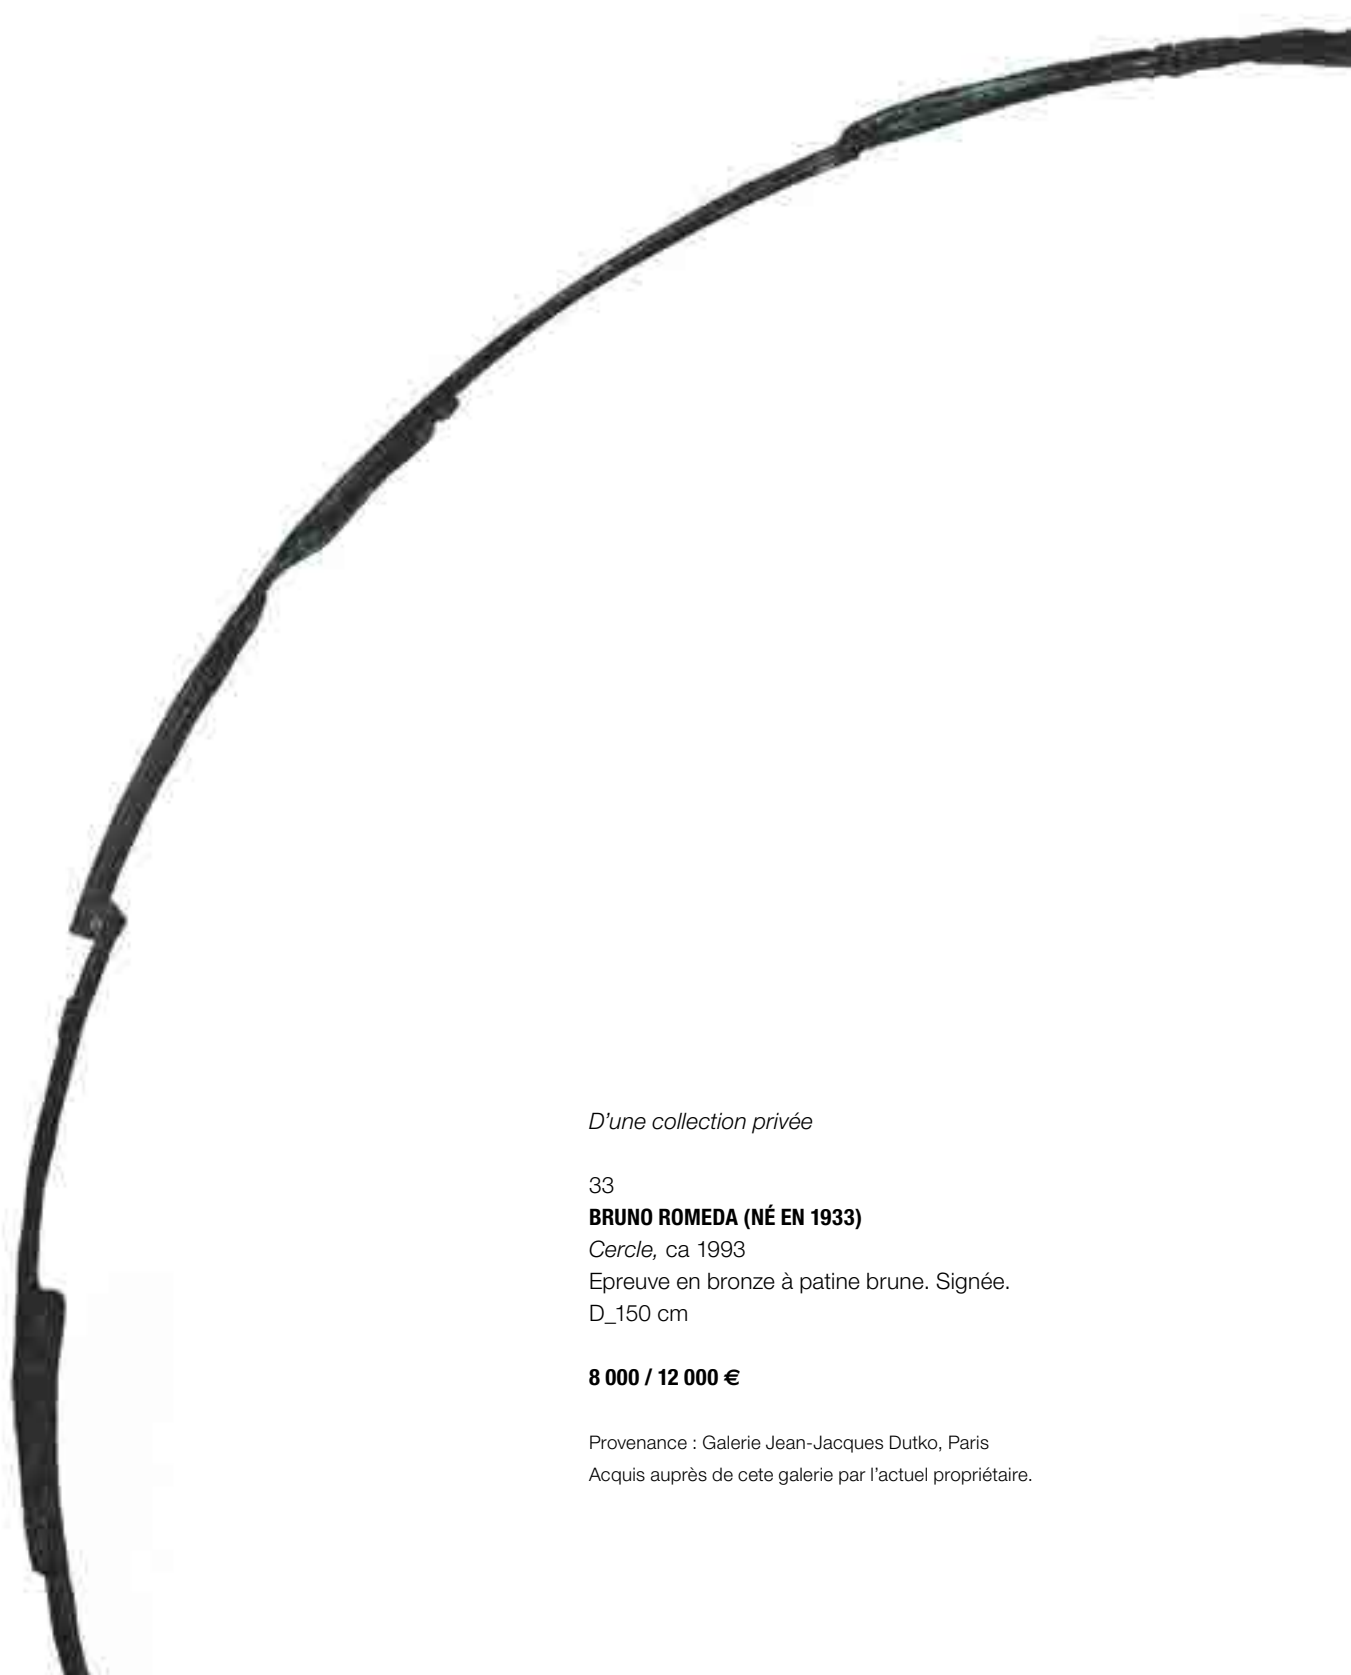 D’une collection privée
33
BRUNO ROMEDA (NÉ EN 1933)
Cercle, ca 1993
Epreuve en bronze à patine brune. Signée.
D_150 cm
8 000 / 12 000 €
Provenance : Galerie Jean-Jacques Dutko, Paris
Acquis auprès de cete galerie par l’actuel propriétaire.